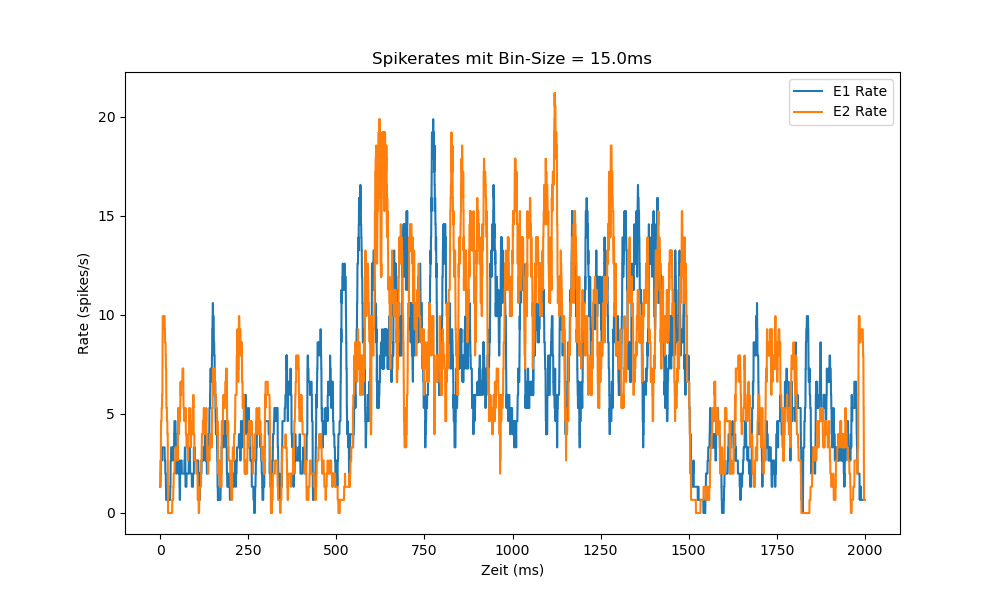 Spikerates mit Bin-Size = 15.0ms
E1 Rate
E2 Rate
Rate (spikes/s)
20
15
10
5
0
0 250 500 750 1000 1250 1500 1750 2000
Zeit (ms)